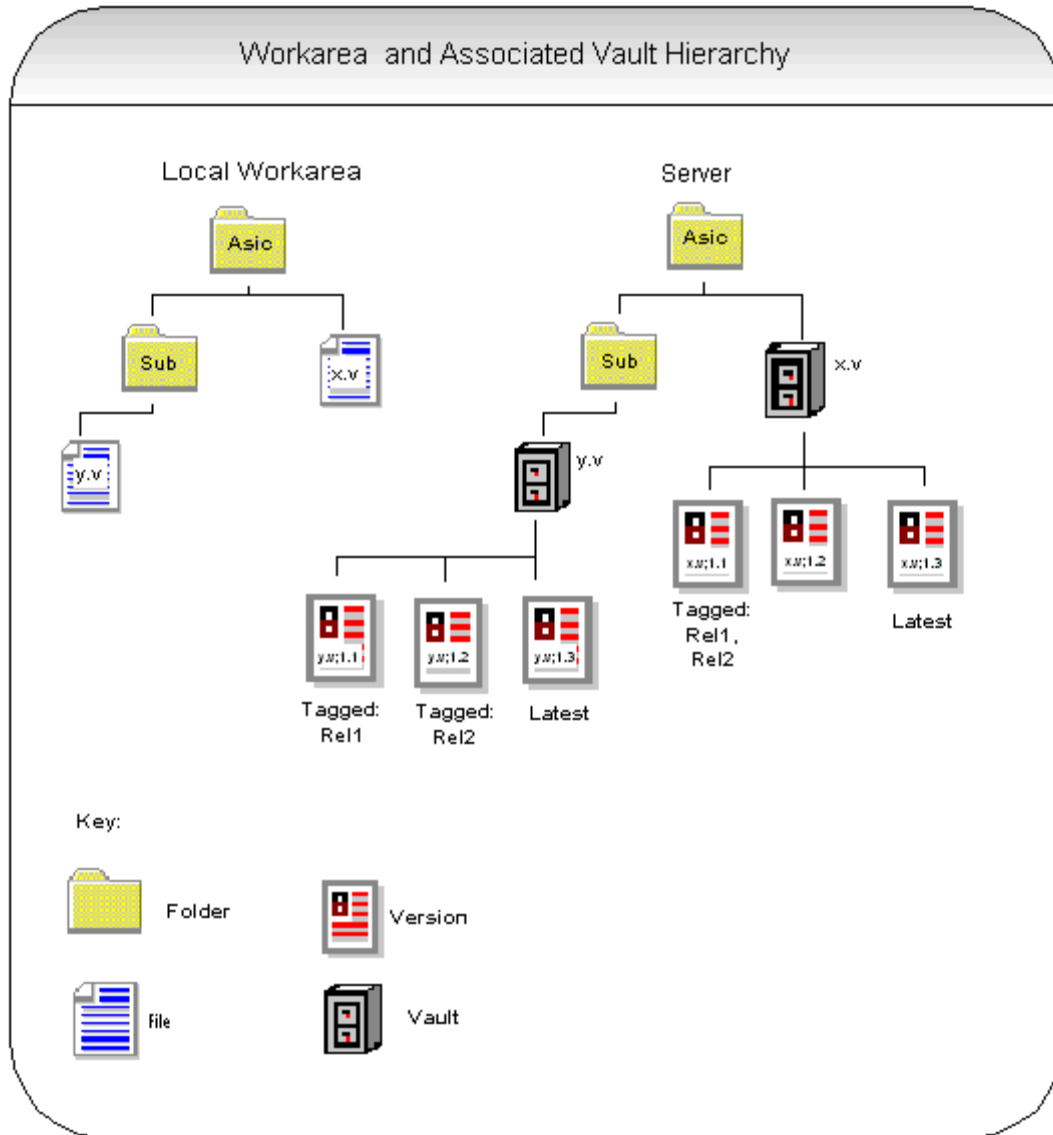 Workarea and Associated Vault Hierarchy
Local Workarea
Server
Asic
Asic
Sub
x.v
Sub
x.v
y.v
y.v
x.v;1.1
x.v;1.2
x.v;1.3
Tagged:
Rel1,
Rel2
Latest
y.v;1.1
y.v;1.2
y.v;1.3
Tagged:
Rel1
Tagged:
Rel2
Latest
Key:
Folder
Version
File
Vault